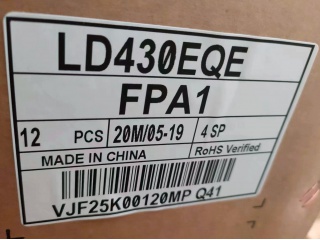 LD430EQE
FPA1
12 PCS 20M/05-19 4 SP
MADE IN CHINA RoHS Verified
VJF25K00120MP Q41